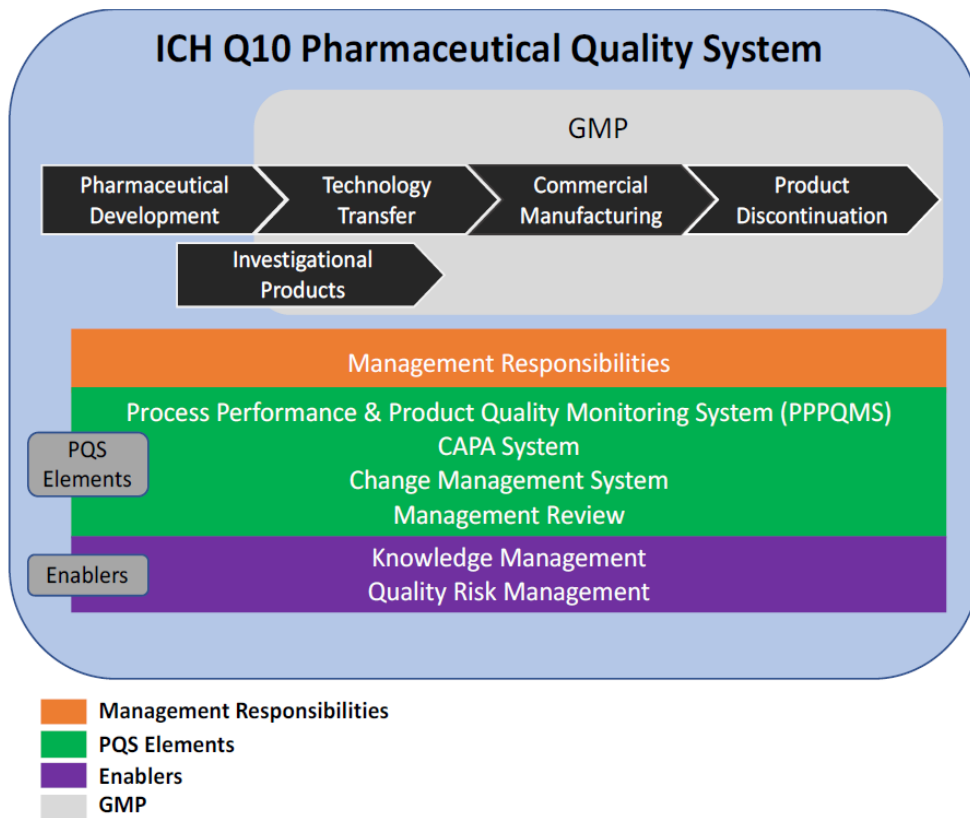 ICH Q10 Pharmaceutical Quality System
GMP
Pharmaceutical
Development
Technology
Transfer
Commercial
Manufacturing
Product
Discontinuation
Investigational
Products
Management Responsibilities
Process Performance & Product Quality Monitoring System (PPPQMS)
CAPA System
Change Management System
Management Review
PQS
Elements
Knowledge Management
Quality Risk Management
Enablers
Management Responsibilities
PQS Elements
Enablers
GMP